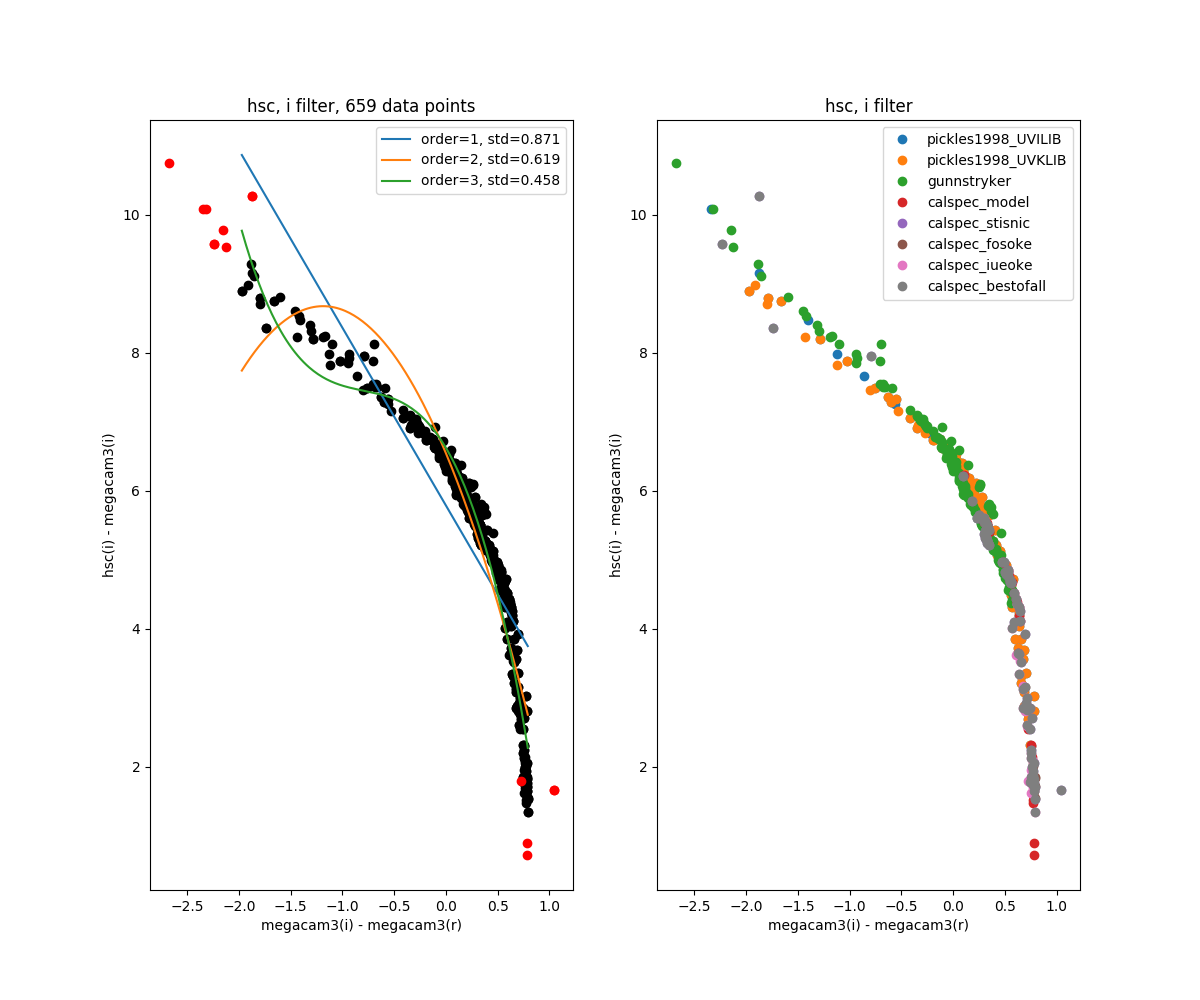 hsc, i filter, 659 data points
order=1, std=0.871
order=2, std=0.619
order=3, std=0.458
10
8
6
4
2
hsc(i) - megacam3(i)
−2.5 −2.0 −1.5 −1.0 −0.5 0.0 0.5 1.0
megacam3(i) - megacam3(r)
hsc, i filter
pickles1998_UVILIB
pickles1998_UVKLIB
gunnstryker
calspec_model
calspec_stisnic
calspec_fosoke
calspec_iueoke
calspec_bestofall
10
8
6
4
2
hsc(i) - megacam3(i)
−2.5 −2.0 −1.5 −1.0 −0.5 0.0 0.5 1.0
megacam3(i) - megacam3(r)